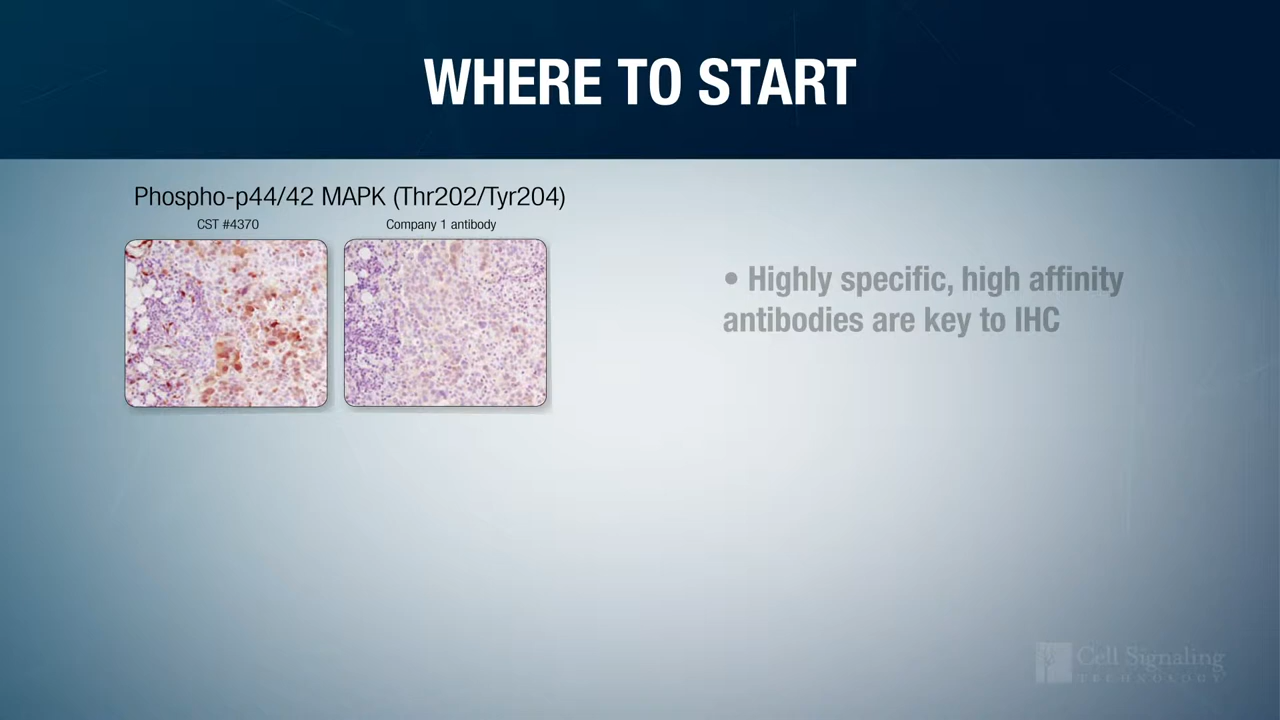 WHERE TO START
Phospho-p44/42 MAPK (Thr202/Tyr204)
CST #4370
Company 1 antibody
• Highly specific, high affinity
antibodies are key to IHC
Cell Signaling
TECHNOLOGY